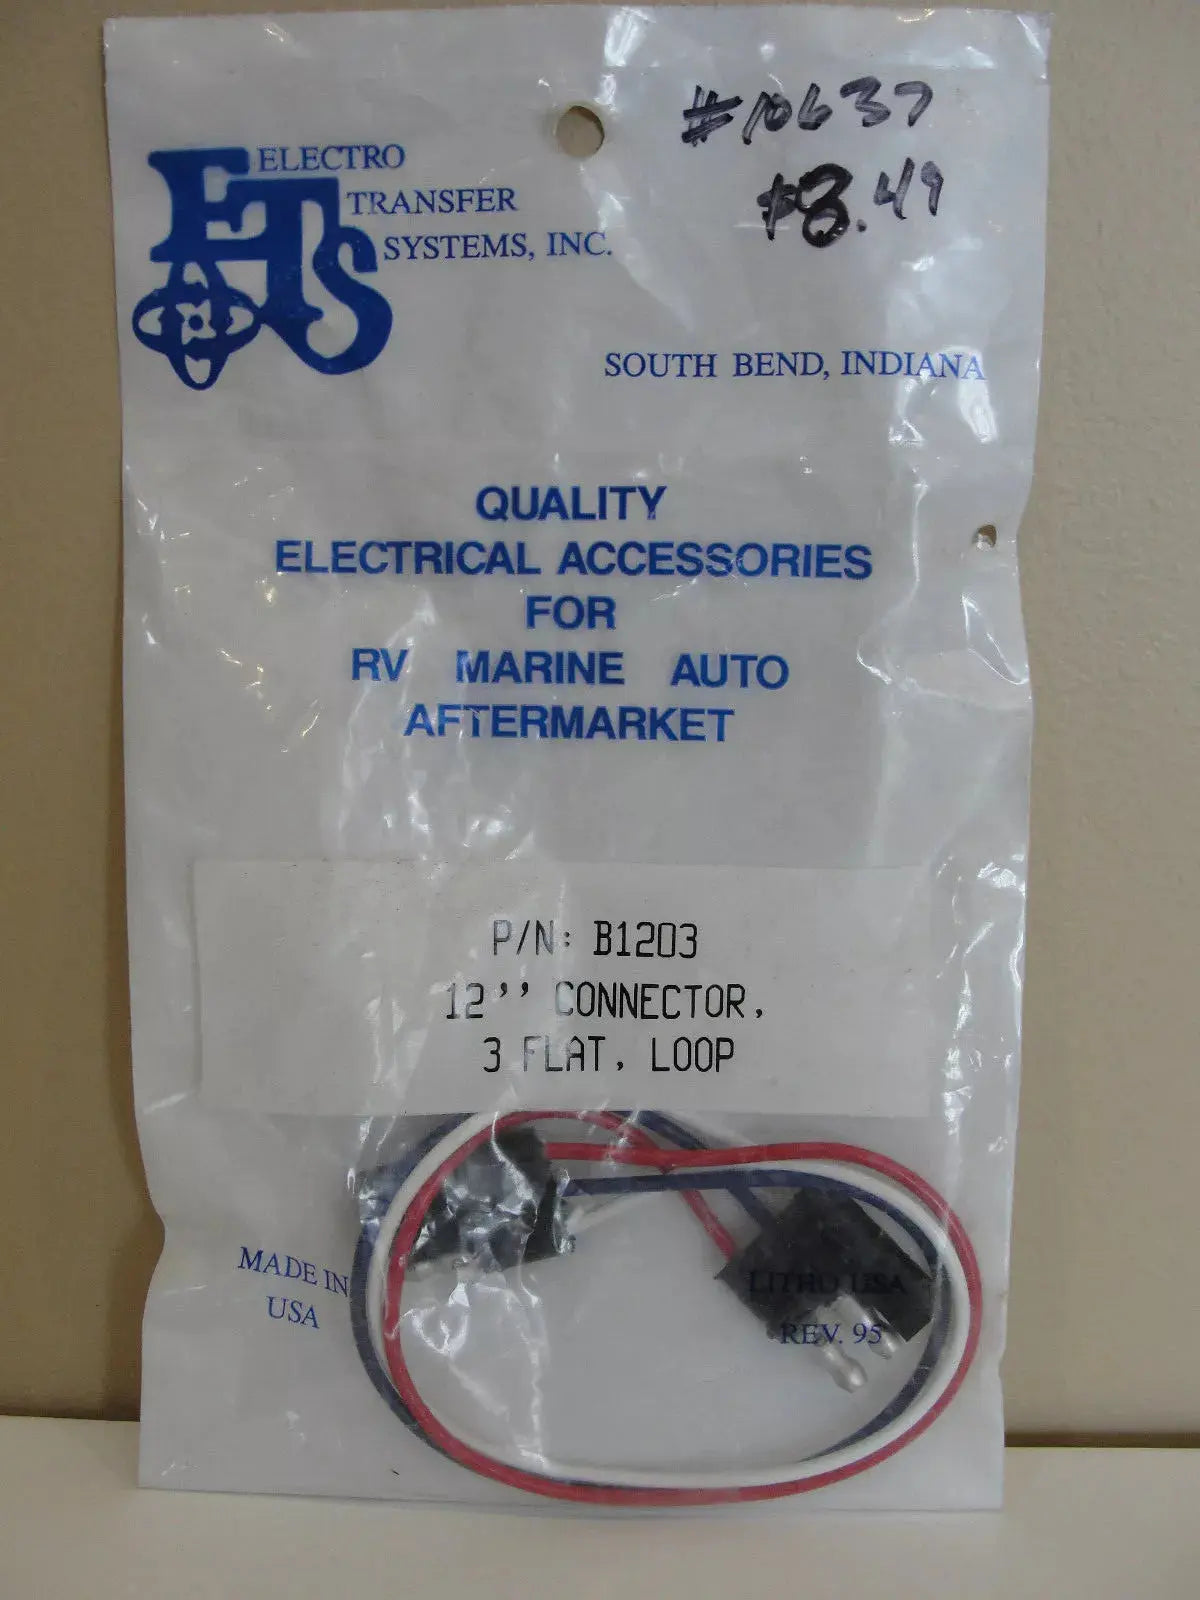 #10637
$8.49
ETS
ELECTRO
TRANSFER
SYSTEMS, INC.
SOUTH BEND, INDIANA
QUALITY
ELECTRICAL ACCESSORIES
FOR
RV MARINE AUTO
AFTERMARKET
P/N: B1203
12'' CONNECTOR,
3 FLAT, LOOP
MADE IN
USA
LITHO USA
REV. 95